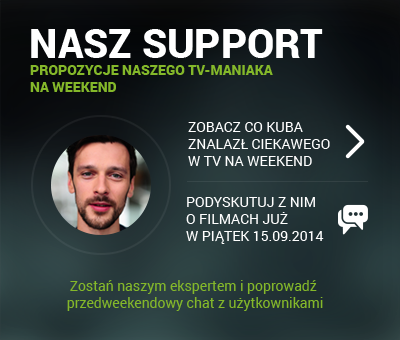 NASZ SUPPORT
PROPOZYCJE NASZEGO TV-MANIAKA
NA WEEKEND
ZOBACZ CO KUBA
ZNALAZŁ CIEKAWEGO
W TV NA WEEKEND
PODYSKUTUJ Z NIM
O FILMACH JUŻ
W PIĄTEK 15.09.2014
Zostań naszym ekspertem i poprowadź
przedweekendowy chat z użytkownikami